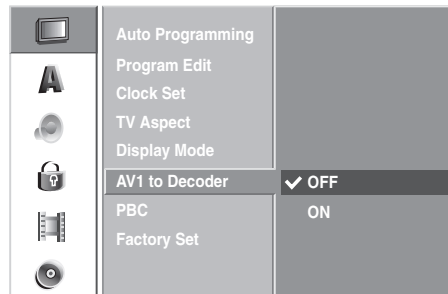 Auto Programming
Program Edit
Clock Set
TV Aspect
Display Mode
AV1 to Decoder
✔ OFF
ON
PBC
Factory Set